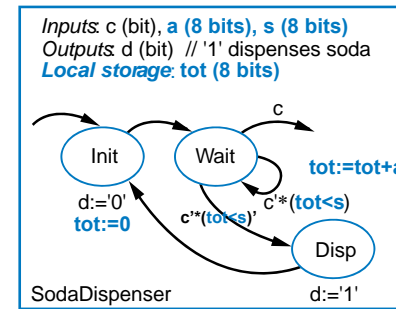 Inputs: c (bit), a (8 bits), s (8 bits)
Outputs: d (bit) // '1' dispenses soda
Local storage: tot (8 bits)
c
Init
Wait
tot:=tot+a
d:='0'
tot:=0
c'*(tot<s)
c'*(tot<s)'
Disp
SodaDispenser
d:='1'